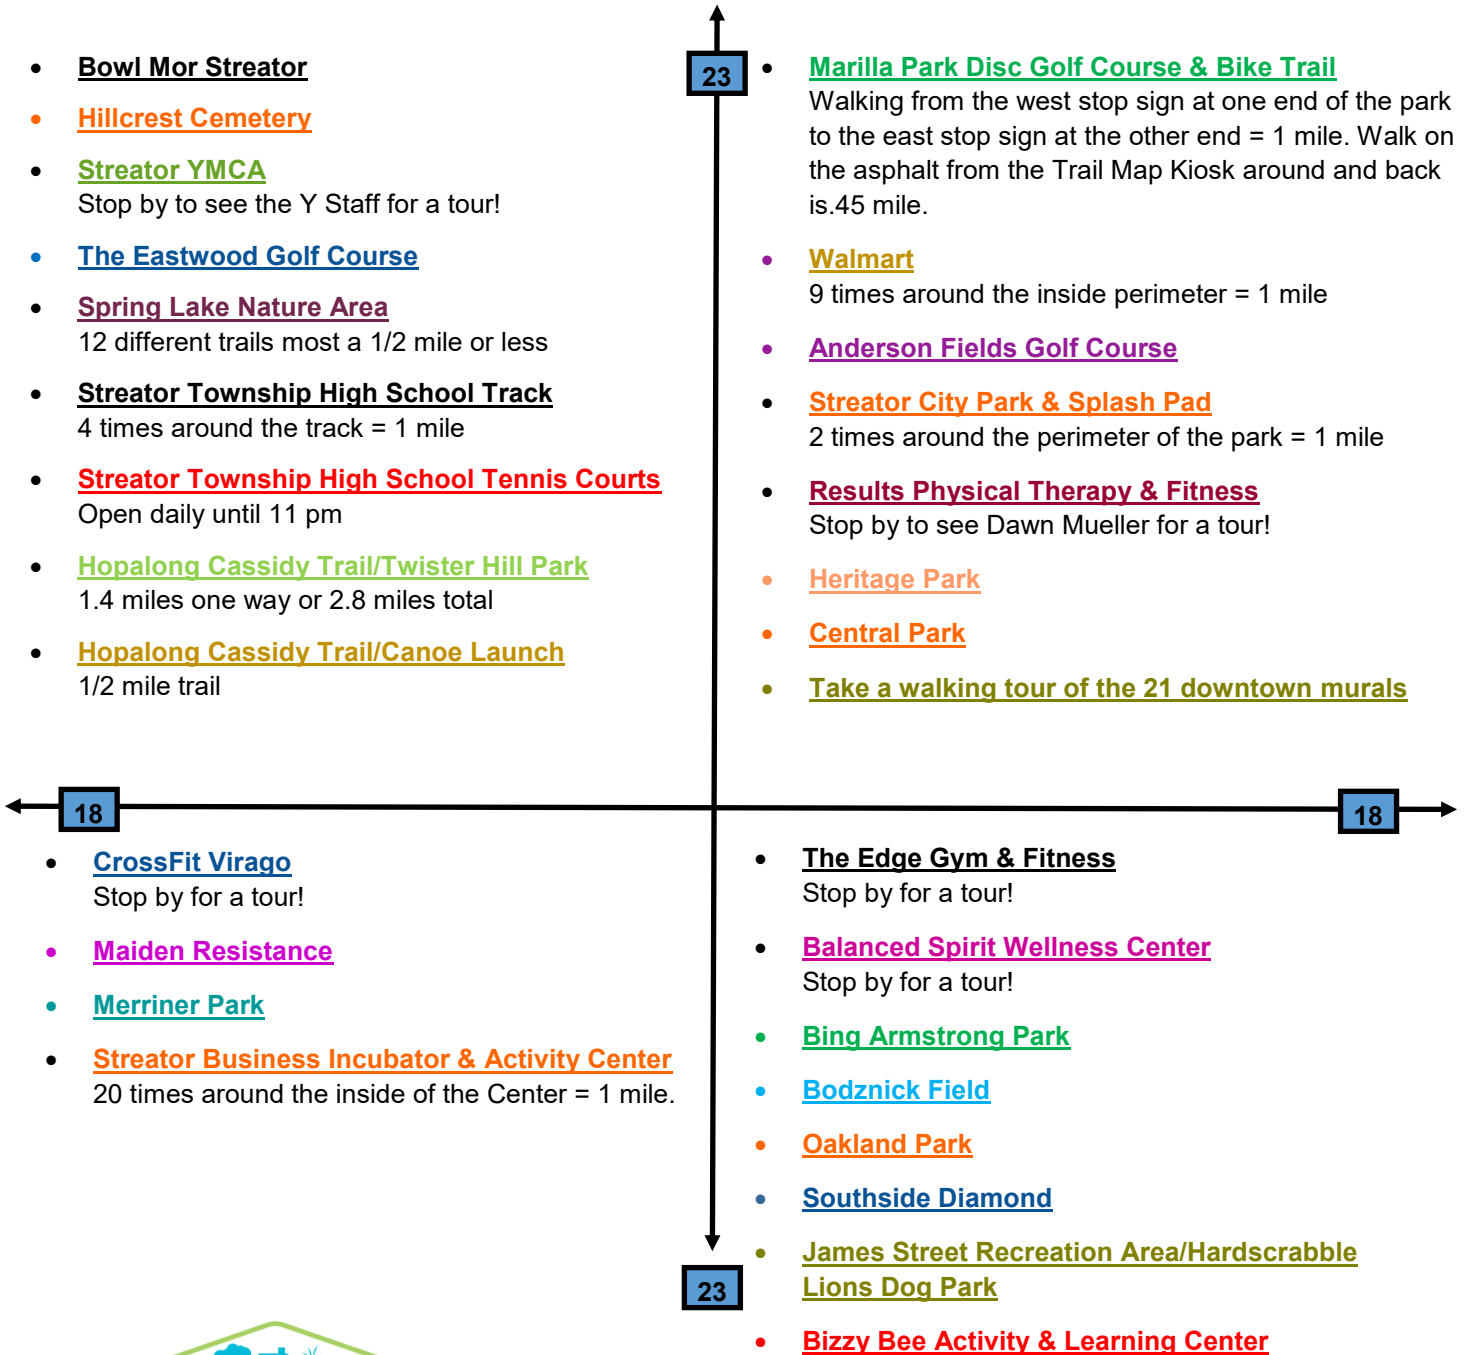 23
Bowl Mor Streator
Hillcrest Cemetery
Streator YMCA
Stop by to see the Y Staff for a tour!
The Eastwood Golf Course
Spring Lake Nature Area
12 different trails most a 1/2 mile or less
Streator Township High School Track
4 times around the track = 1 mile
Streator Township High School Tennis Courts
Open daily until 11 pm
Hopalong Cassidy Trail/Twister Hill Park
1.4 miles one way or 2.8 miles total
Hopalong Cassidy Trail/Canoe Launch
1/2 mile trail
Marilla Park Disc Golf Course & Bike Trail
Walking from the west stop sign at one end of the park
to the east stop sign at the other end = 1 mile. Walk on
the asphalt from the Trail Map Kiosk around and back
is.45 mile.
Walmart
9 times around the inside perimeter = 1 mile
Anderson Fields Golf Course
Streator City Park & Splash Pad
2 times around the perimeter of the park = 1 mile
Results Physical Therapy & Fitness
Stop by to see Dawn Mueller for a tour!
Heritage Park
Central Park
Take a walking tour of the 21 downtown murals
18
18
CrossFit Virago
Stop by for a tour!
Maiden Resistance
Merriner Park
Streator Business Incubator & Activity Center
20 times around the inside of the Center = 1 mile.
The Edge Gym & Fitness
Stop by for a tour!
Balanced Spirit Wellness Center
Stop by for a tour!
Bing Armstrong Park
Bodznick Field
Oakland Park
Southside Diamond
James Street Recreation Area/Hardscrabble
Lions Dog Park
Bizzy Bee Activity & Learning Center
23